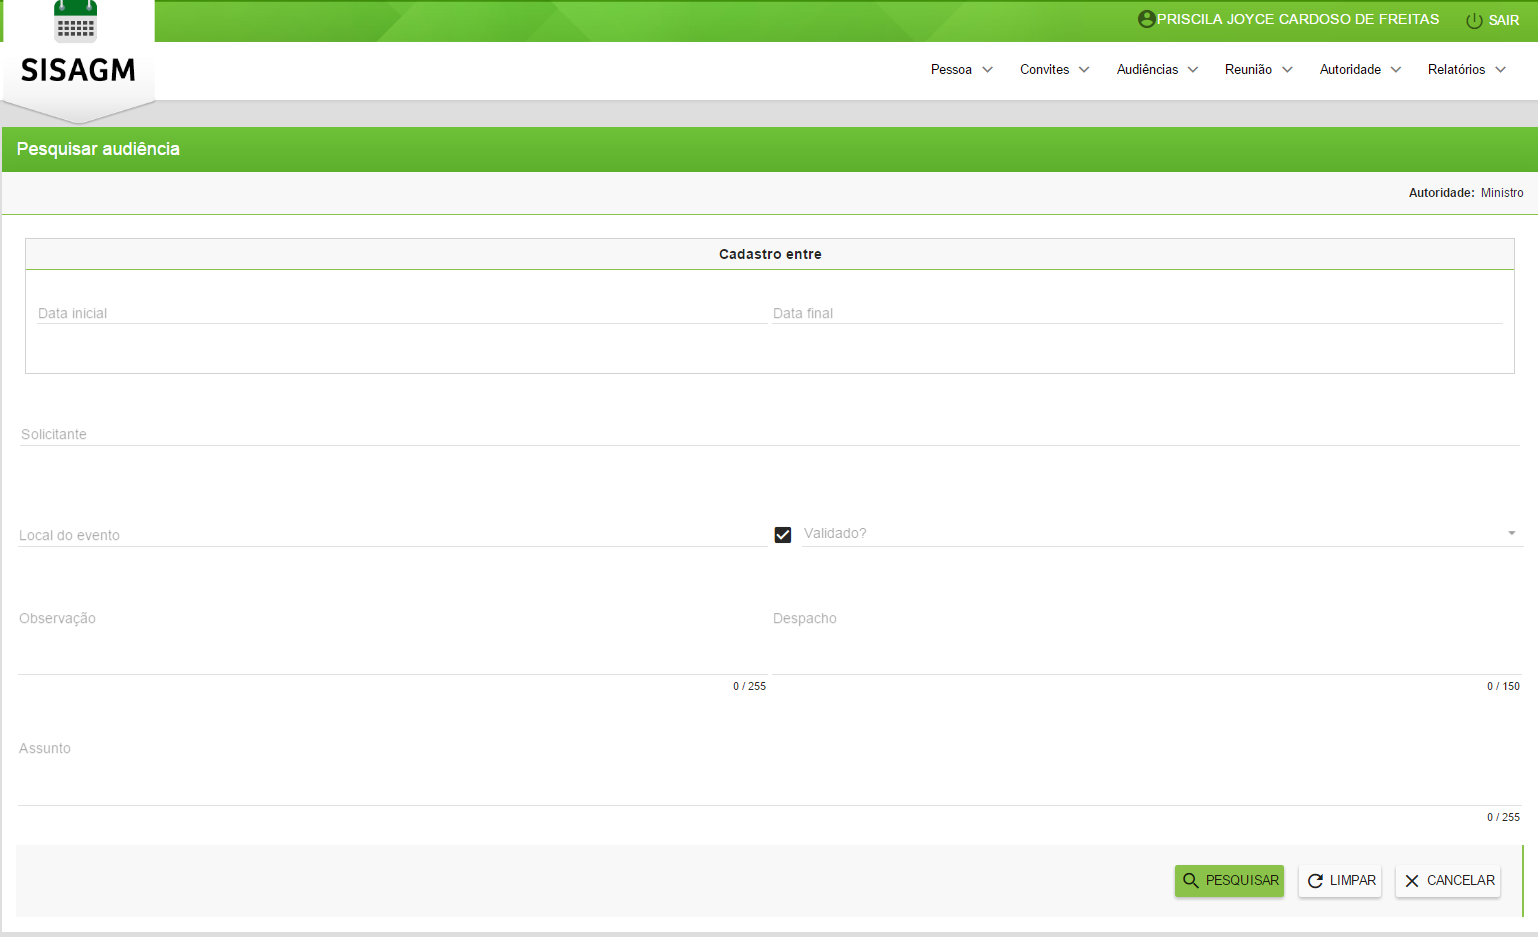 PRISCILA JOYCE CARDOSO DE FREITAS SAIR
SISAGM
Pessoa Convites Audiências Reunião Autoridade Relatórios
Pesquisar audiência
Autoridade: Ministro
Cadastro entre
Data inicial Data final
Solicitante
Local do evento Validado?
Observação Despacho
0 / 255 0 / 150
Assunto
0 / 255
PESQUISAR LIMPAR CANCELAR